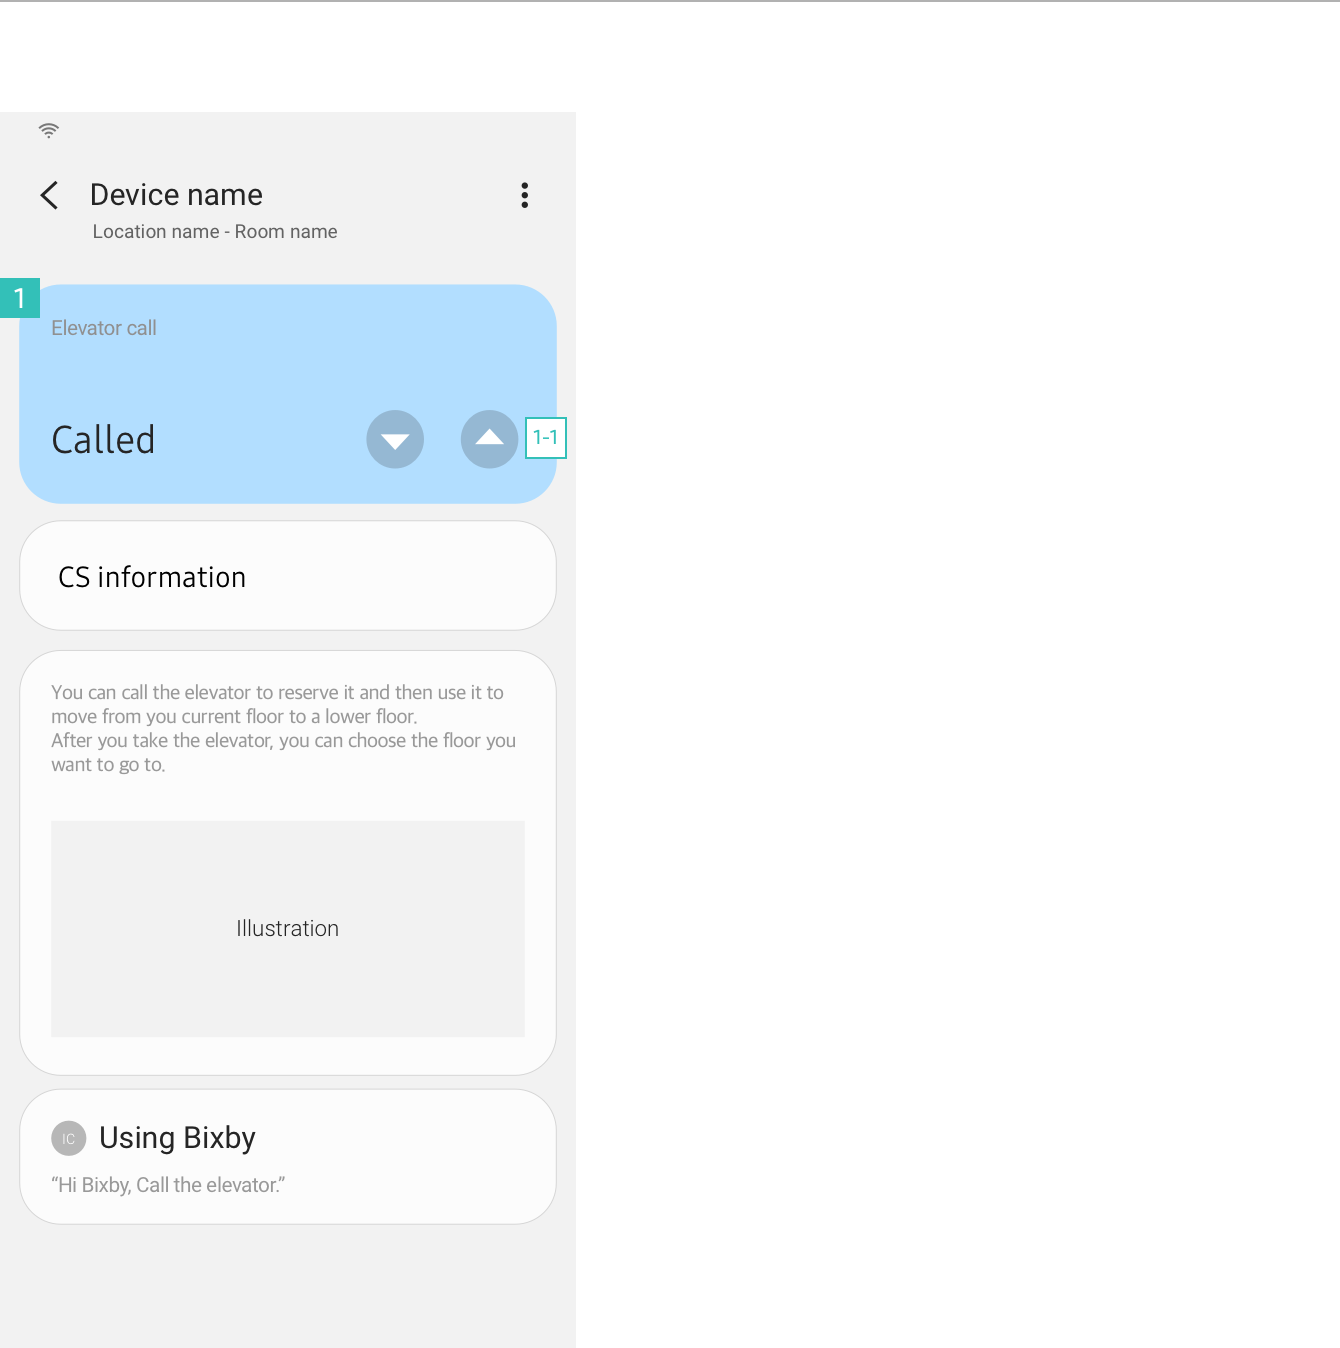 Device name
Location name - Room name
1
Elevator call
Called
1-1
CS information
You can call the elevator to reserve it and then use it to
move from you current floor to a lower floor.
After you take the elevator, you can choose the floor you
want to go to.
Illustration
IC Using Bixby
“Hi Bixby, Call the elevator.”